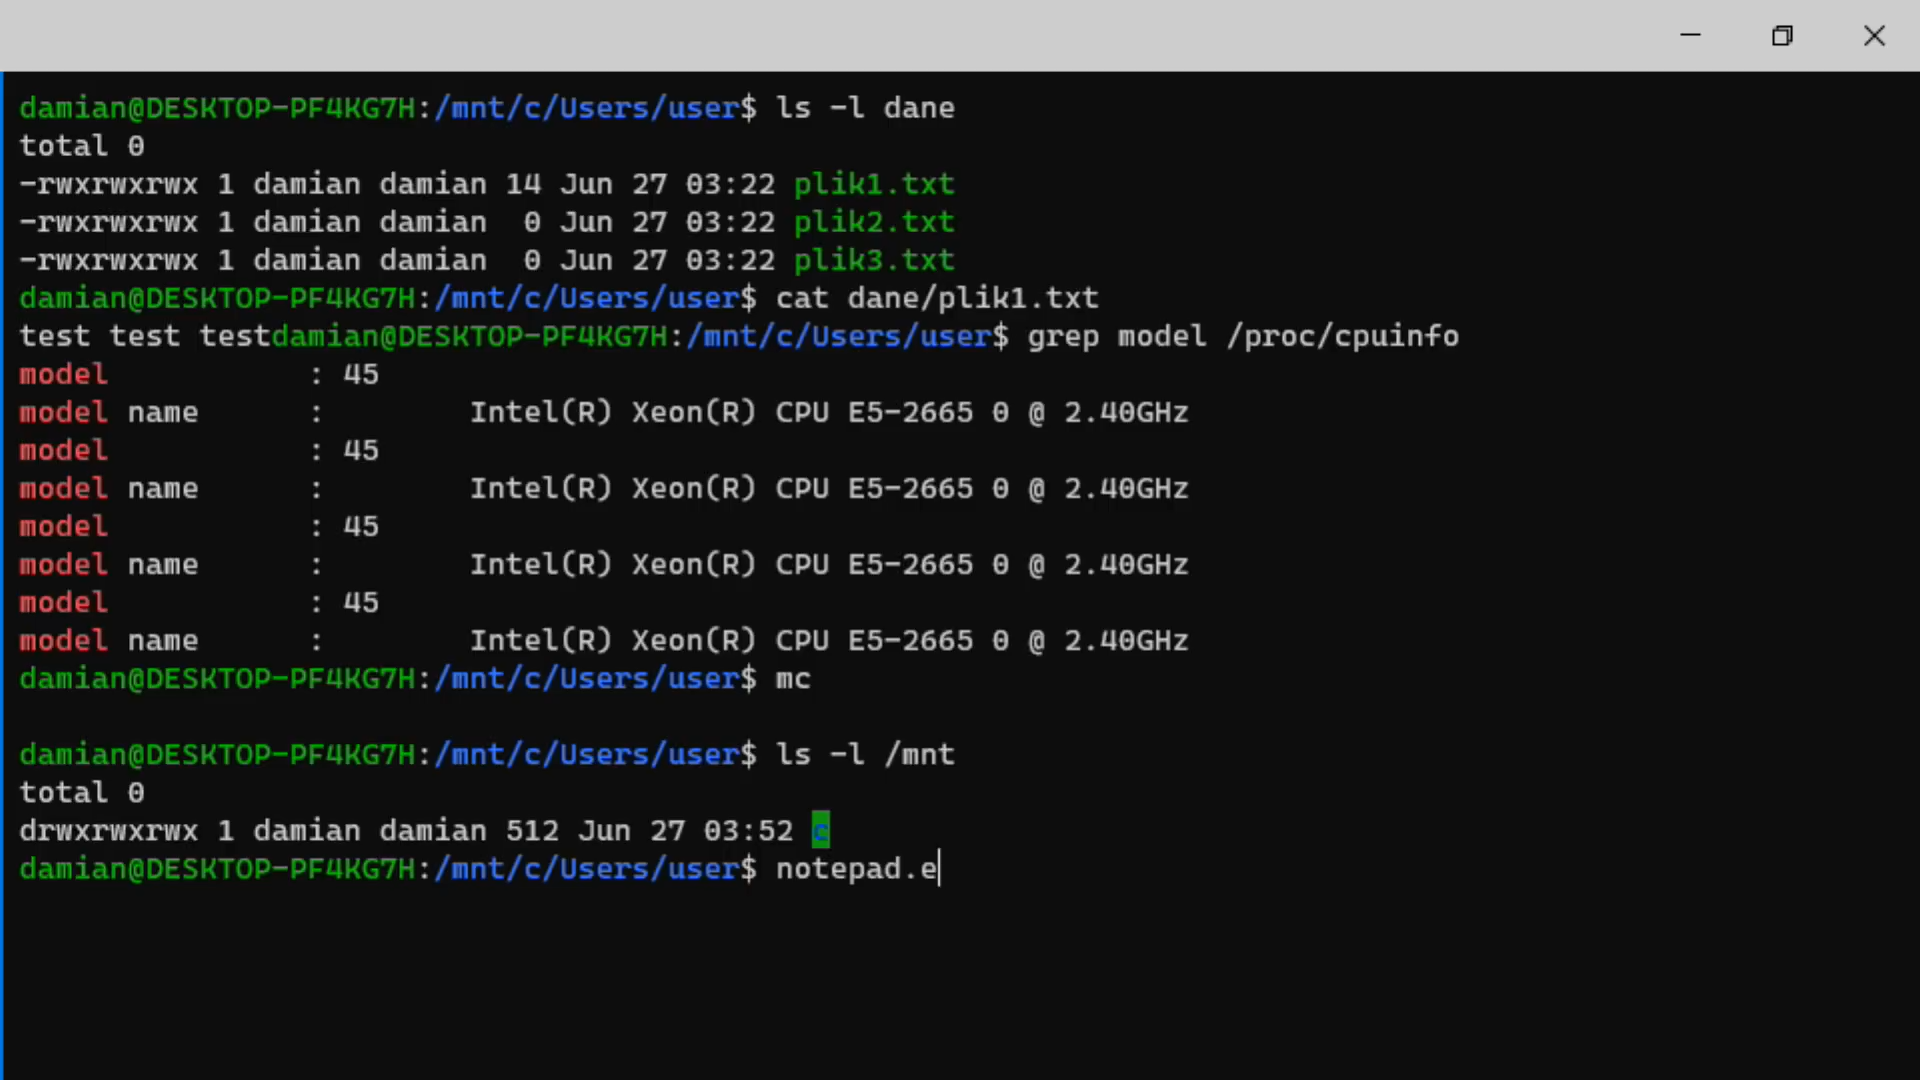 damian@DESKTOP-PF4KG7H:/mnt/c/Users/user$ ls -l dane
total 0
-rwxrwxrwx 1 damian damian 14 Jun 27 03:22 plik1.txt
-rwxrwxrwx 1 damian damian  0 Jun 27 03:22 plik2.txt
-rwxrwxrwx 1 damian damian  0 Jun 27 03:22 plik3.txt
damian@DESKTOP-PF4KG7H:/mnt/c/Users/user$ cat dane/plik1.txt
test test testdamian@DESKTOP-PF4KG7H:/mnt/c/Users/user$ grep model /proc/cpuinfo
model           : 45
model name      :        Intel(R) Xeon(R) CPU E5-2665 0 @ 2.40GHz
model           : 45
model name      :        Intel(R) Xeon(R) CPU E5-2665 0 @ 2.40GHz
model           : 45
model name      :        Intel(R) Xeon(R) CPU E5-2665 0 @ 2.40GHz
model           : 45
model name      :        Intel(R) Xeon(R) CPU E5-2665 0 @ 2.40GHz
damian@DESKTOP-PF4KG7H:/mnt/c/Users/user$ mc
damian@DESKTOP-PF4KG7H:/mnt/c/Users/user$ ls -l /mnt
total 0
drwxrwxrwx 1 damian damian 512 Jun 27 03:52 c
damian@DESKTOP-PF4KG7H:/mnt/c/Users/user$ notepad.e